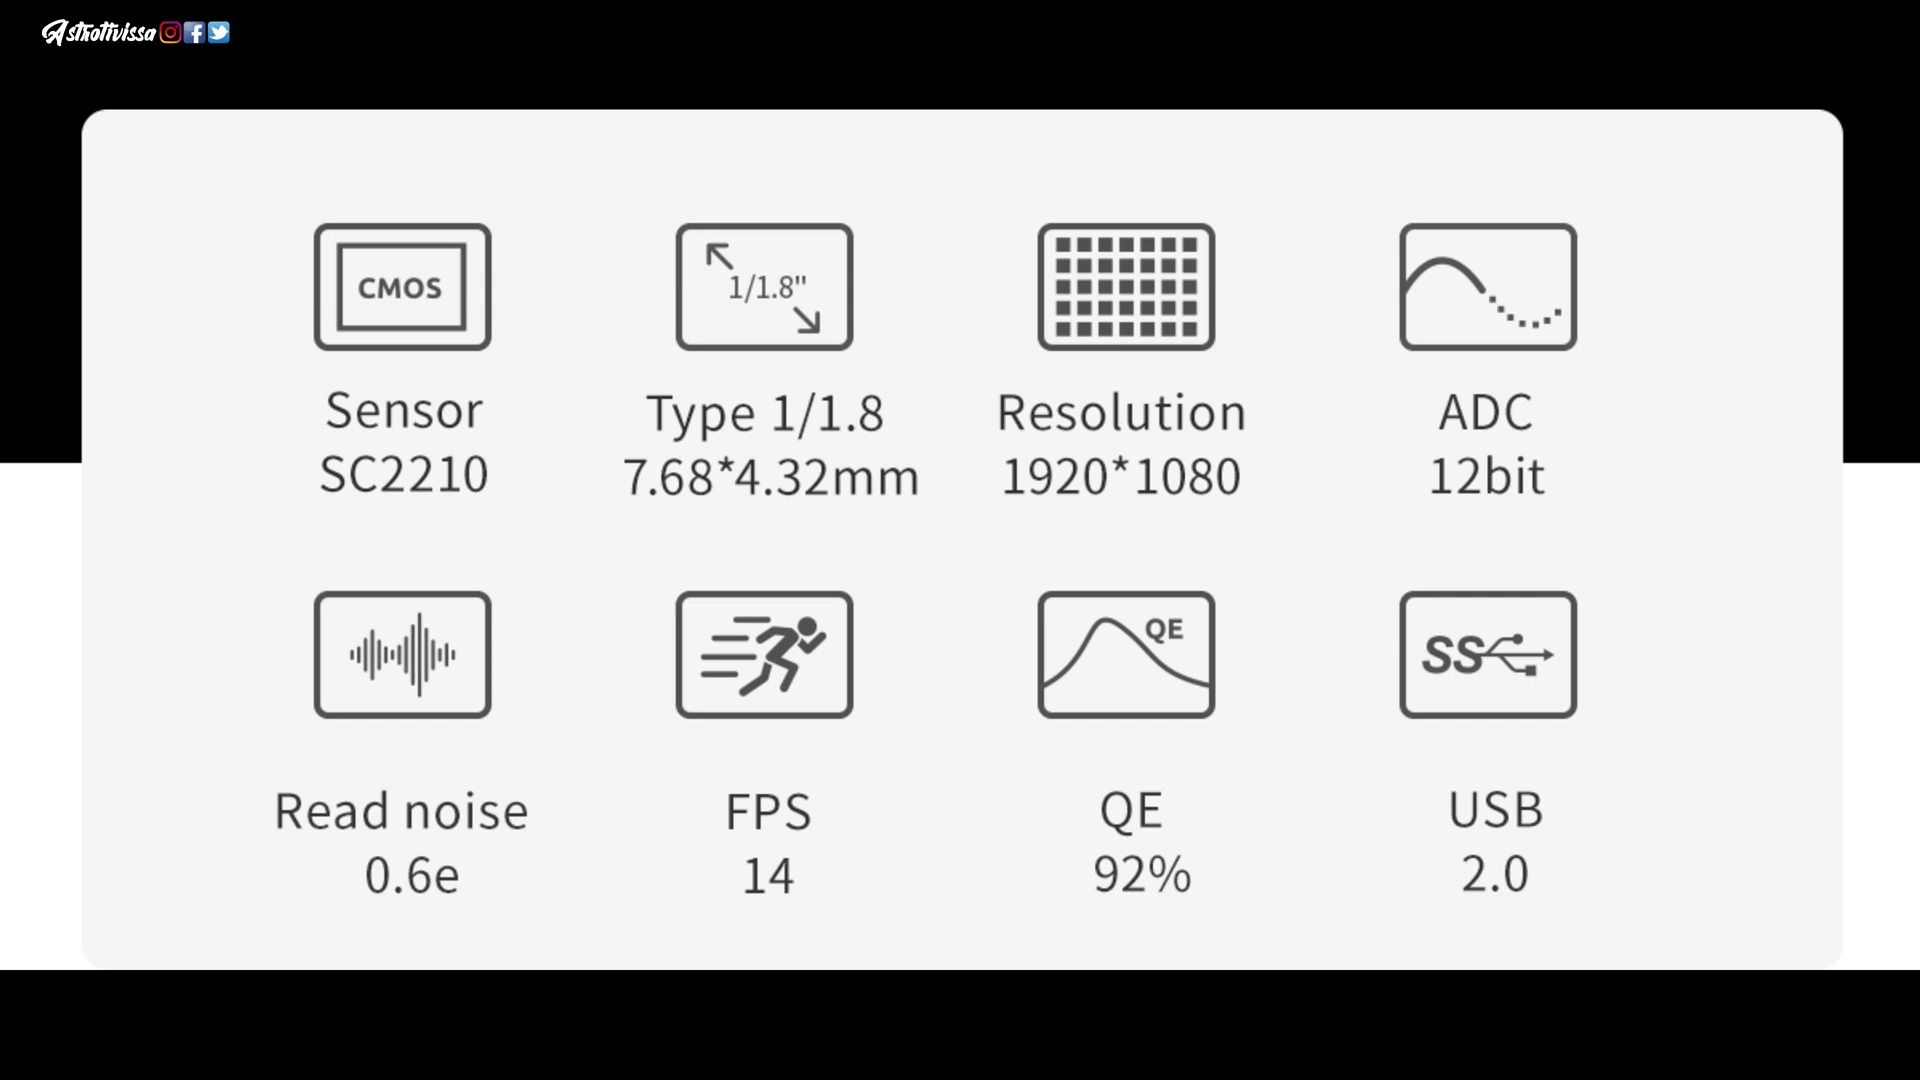 Astrotivissa
CMOS
1/1.8"
Sensor
SC2210
Type 1/1.8
7.68*4.32mm
Resolution
1920*1080
ADC
12bit
QE
SS
Read noise
0.6e
FPS
14
QE
92%
USB
2.0